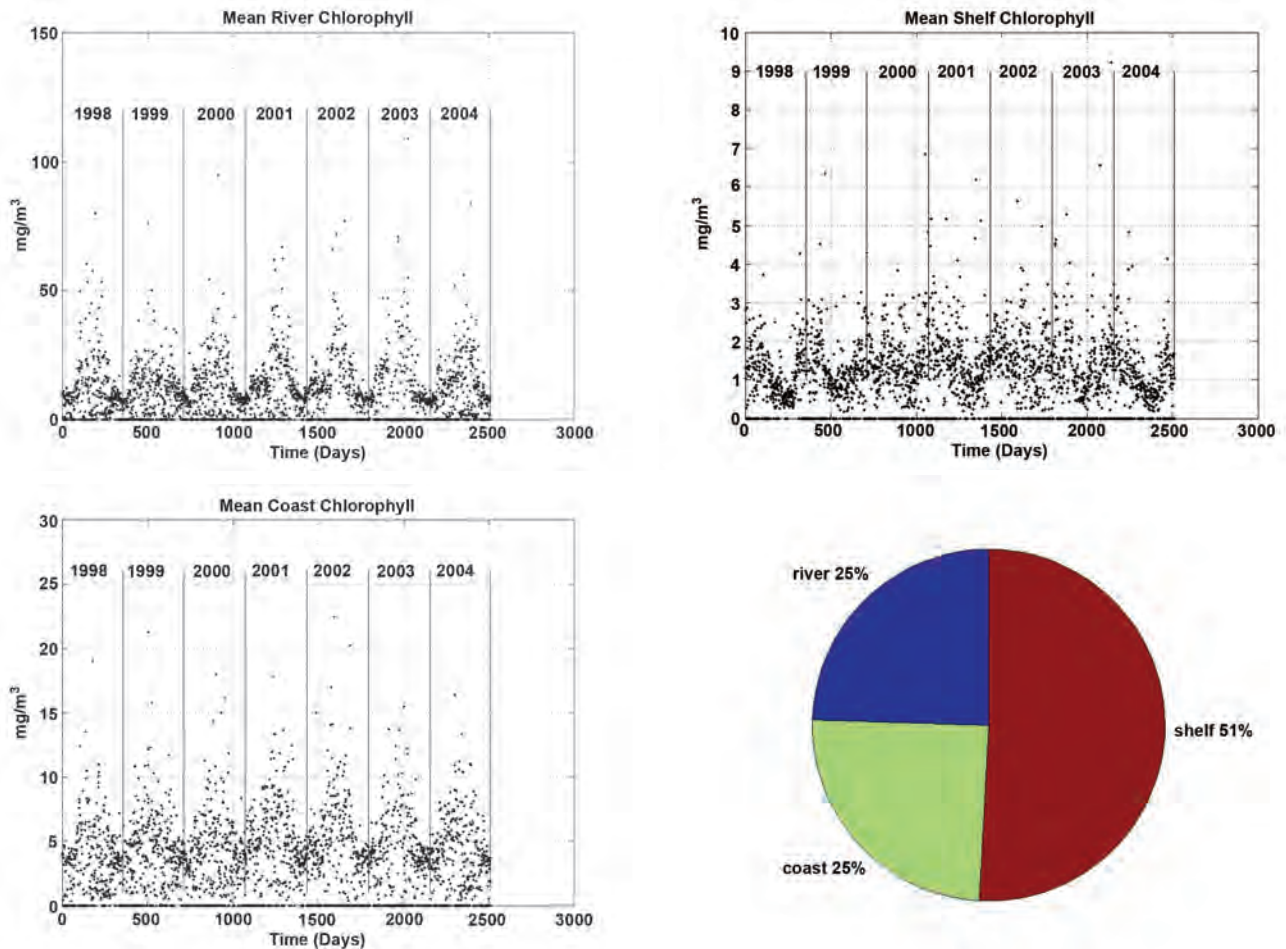 Mean River Chlorophyll
150
100
50
0
mg/m³
1998 1999 2000 2001 2002 2003 2004
0 500 1000 1500 2000 2500 3000
Time (Days)
Mean Shelf Chlorophyll
10
9
8
7
6
5
4
3
2
1
0
mg/m³
1998 1999 2000 2001 2002 2003 2004
0 500 1000 1500 2000 2500 3000
Time (Days)
Mean Coast Chlorophyll
30
25
20
15
10
5
0
mg/m³
1998 1999 2000 2001 2002 2003 2004
0 500 1000 1500 2000 2500 3000
Time (Days)
river 25%
shelf 51%
coast 25%